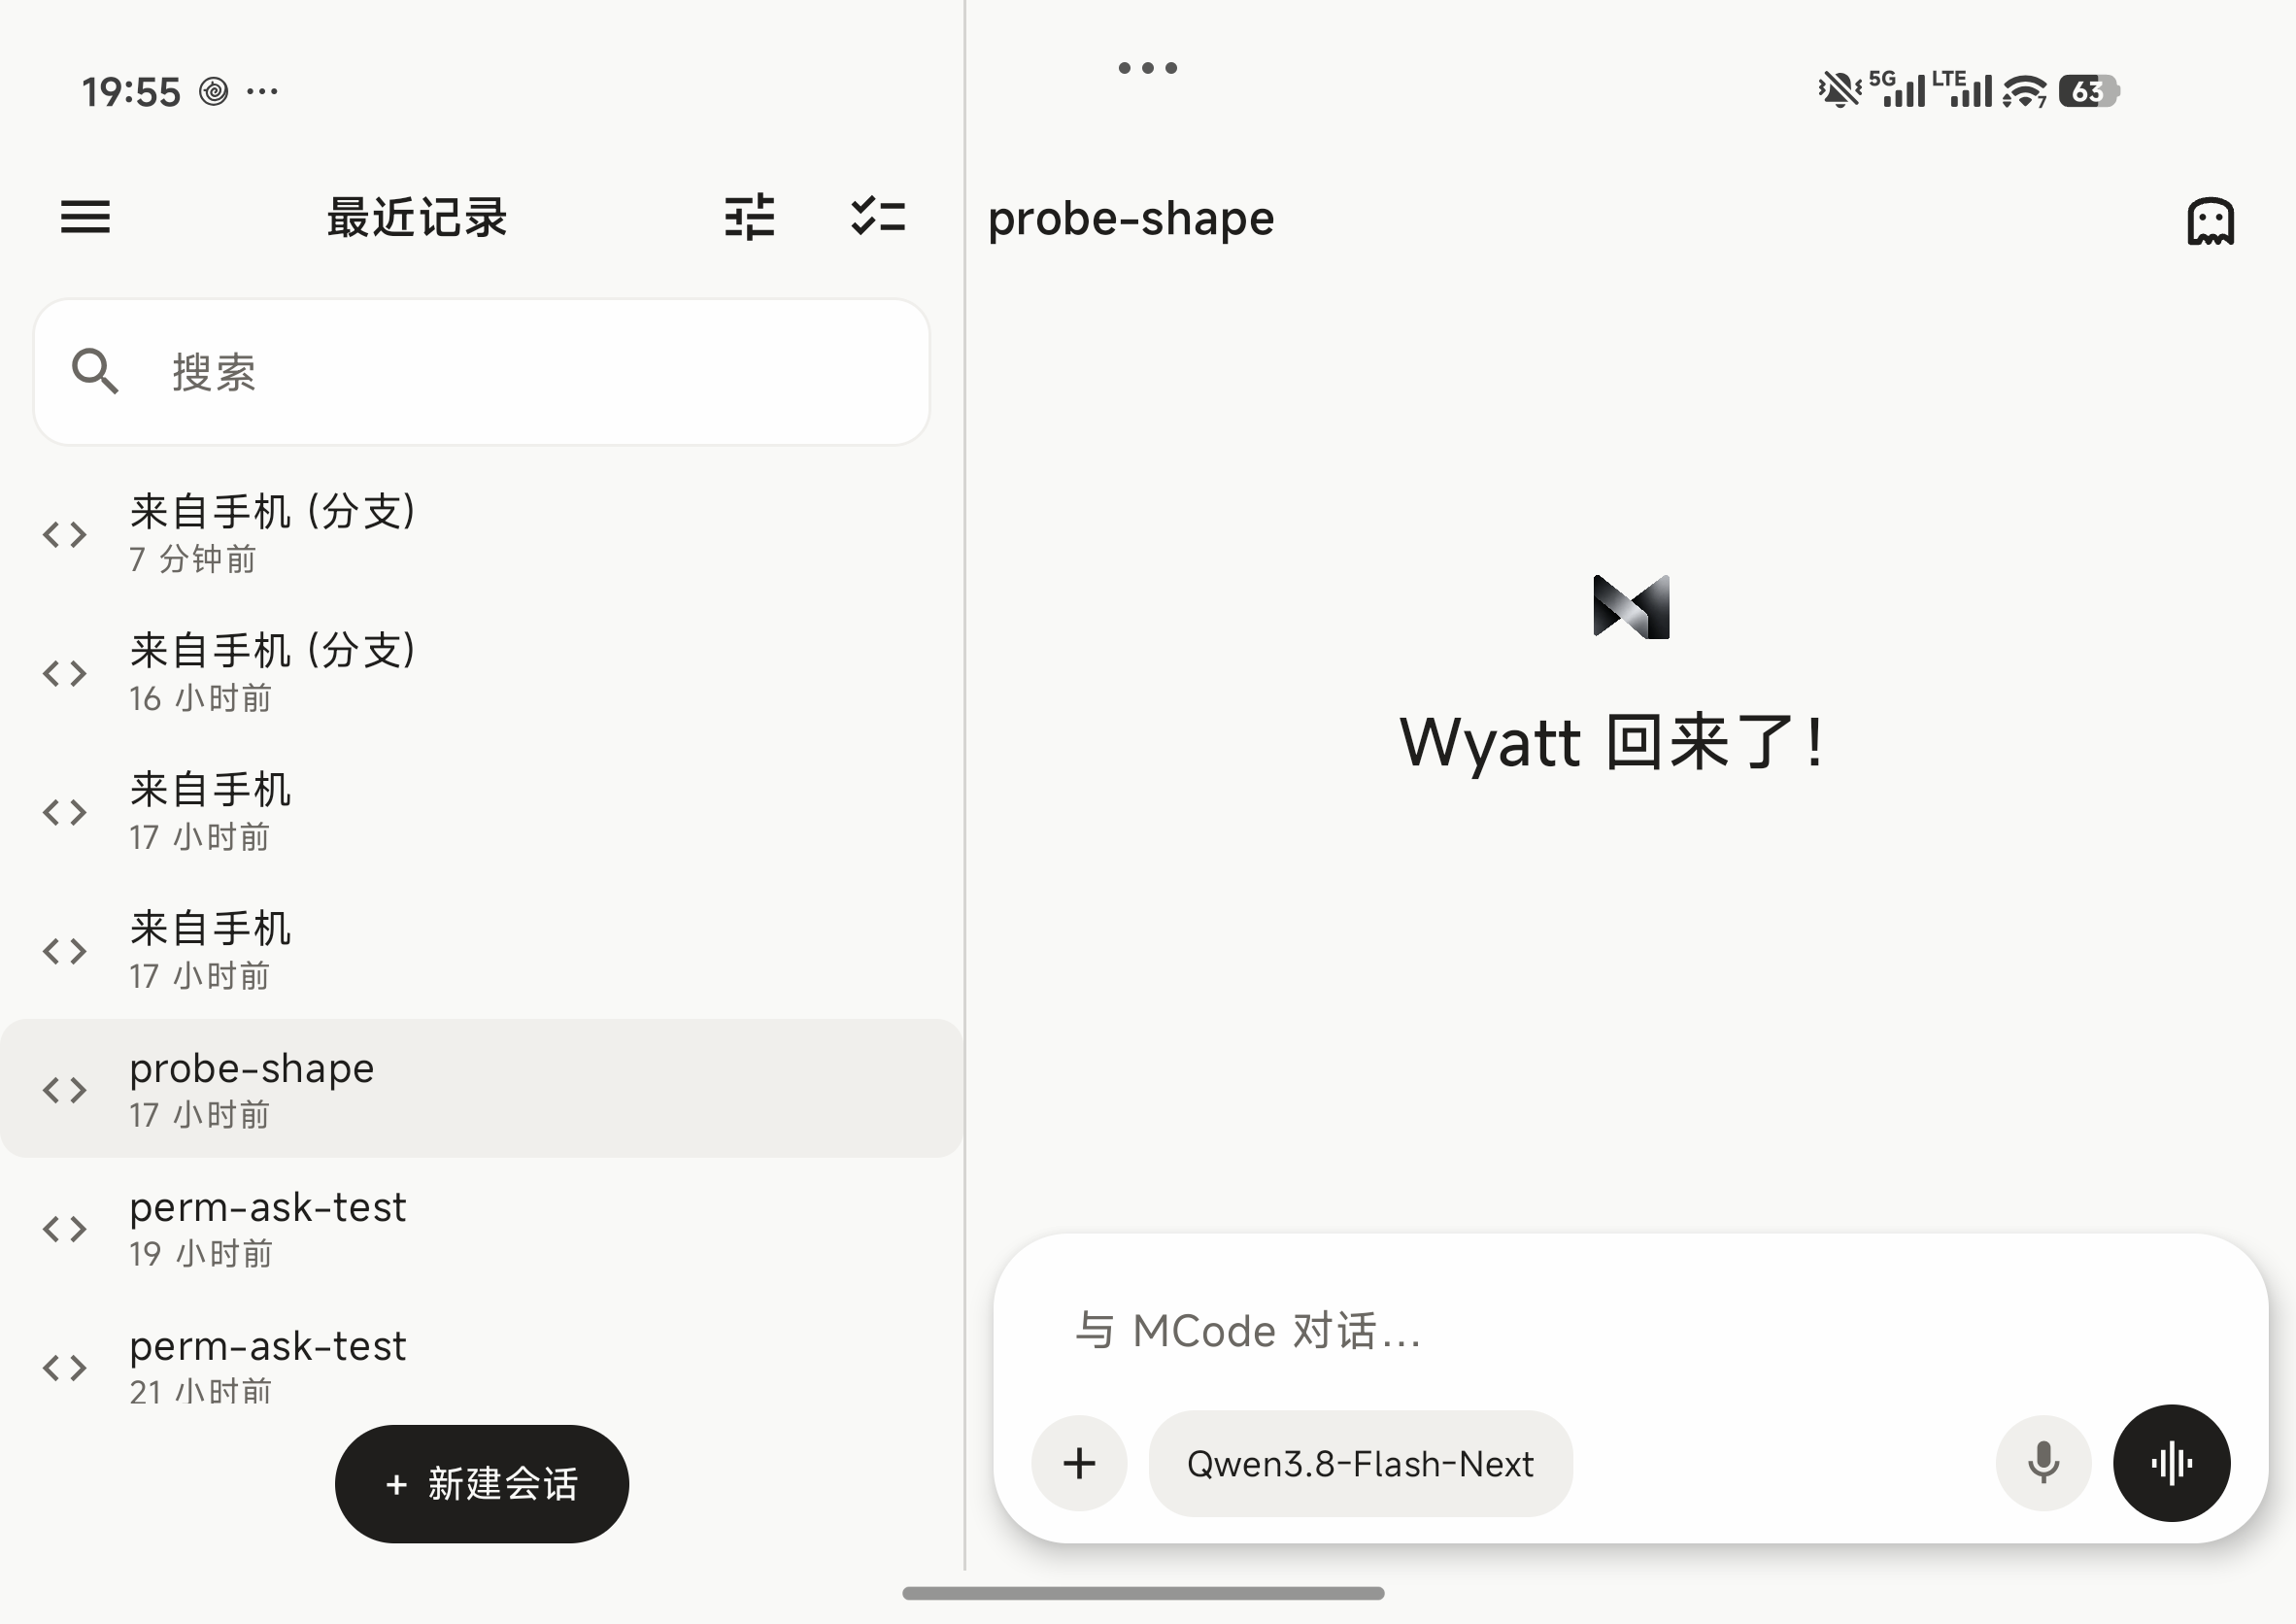 19:55 ···
5G LTE 7 63
最近记录
搜索
来自手机 (分支)
7 分钟前
来自手机 (分支)
16 小时前
来自手机
17 小时前
来自手机
17 小时前
probe-shape
17 小时前
perm-ask-test
19 小时前
perm-ask-test
21 小时前
+ 新建会话
probe-shape
Wyatt 回来了!
与 MCode 对话...
Qwen3.8-Flash-Next